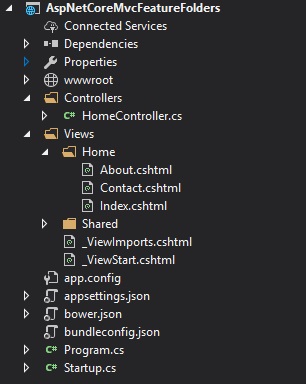 AspNetCoreMvcFeatureFolders
Connected Services
Dependencies
Properties
wwwroot
Controllers
C# HomeController.cs
Views
Home
About.cshtml
Contact.cshtml
Index.cshtml
Shared
_ViewImports.cshtml
_ViewStart.cshtml
app.config
appsettings.json
bower.json
bundleconfig.json
C# Program.cs
C# Startup.cs